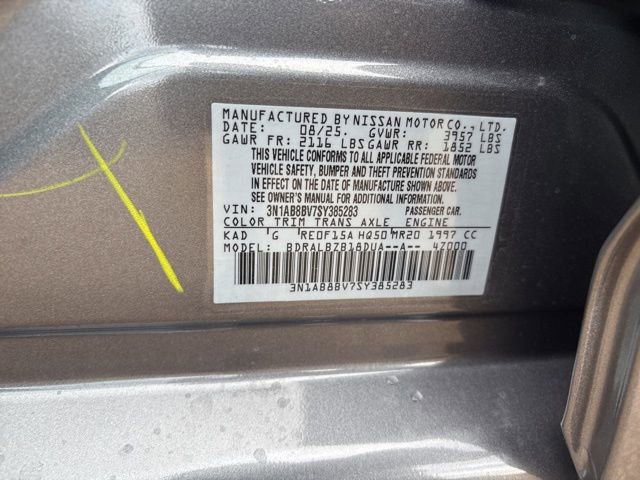 MANUFACTURED BY NISSAN MOTOR CO., LTD.
DATE: 08/25. GVWR: 3957 LBS
GAWR FR: 2116 LBS GAWR RR: 1852 LBS
THIS VEHICLE CONFORMS TO ALL APPLICABLE FEDERAL MOTOR
VEHICLE SAFETY, BUMPER AND THEFT PREVENTION STANDARDS
IN EFFECT ON THE DATE OF MANUFACTURE SHOWN ABOVE.
SEE OWNER'S MANUAL FOR ADDITIONAL INFORMATION.
VIN: 3N1AB8BV7SY385283 PASSENGER CAR.
COLOR TRIM TRANS AXLE ENGINE
KAD G RE0F15A HQ50 MR20 1997 CC
MODEL: BDRALBZB18DUA--A-- 4Z000
3N1AB8BV7SY385283